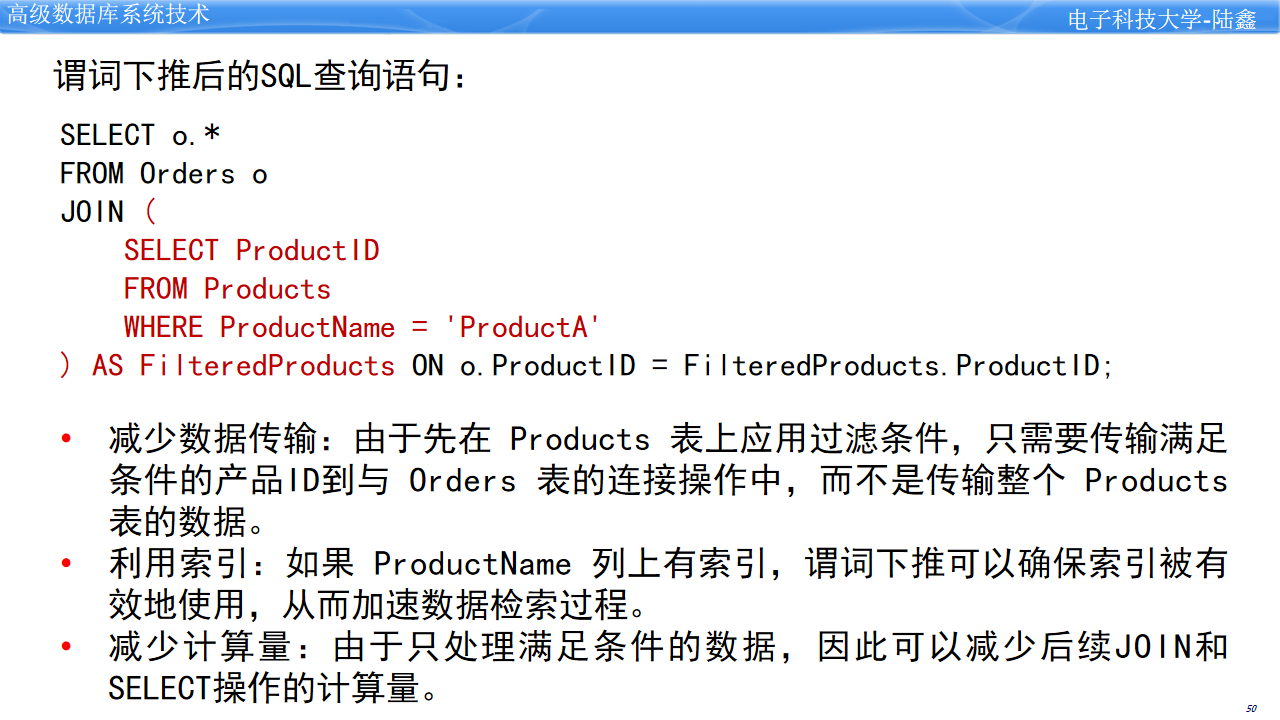 高级数据库系统技术
电子科技大学-陆鑫
谓词下推后的SQL查询语句：
SELECT o.*
FROM Orders o
JOIN (
SELECT ProductID
FROM Products
WHERE ProductName = 'ProductA'
) AS FilteredProducts ON o.ProductID = FilteredProducts.ProductID;
• 减少数据传输：由于先在 Products 表上应用过滤条件，只需要传输满足
条件的产品ID到与 Orders 表的连接操作中，而不是传输整个 Products
表的数据。
• 利用索引：如果 ProductName 列上有索引，谓词下推可以确保索引被有
效地使用，从而加速数据检索过程。
• 减少计算量：由于只处理满足条件的数据，因此可以减少后续JOIN和
SELECT操作的计算量。
50